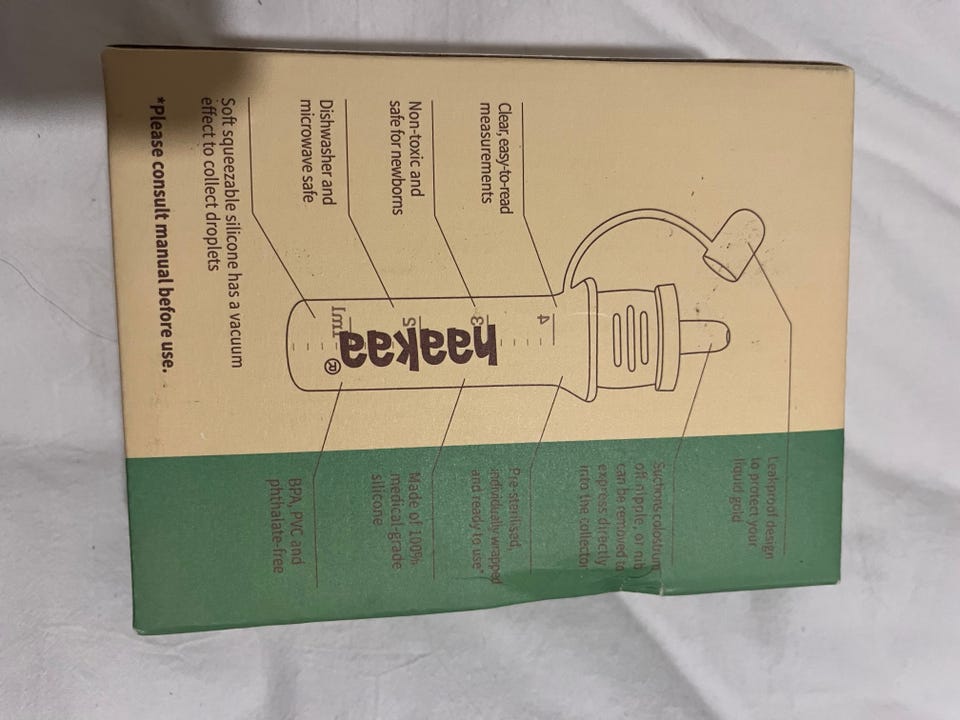 Leakproof design
to protect your
liquid gold
Suctions colostrum
off nipple, or nib
can be removed to
express directly
into the collector
Clear, easy-to-read
measurements
Pre-sterilised,
individually wrapped
and ready to use*
Non-toxic and
safe for newborns
Made of 100%
medical-grade
silicone
Dishwasher and
microwave safe
BPA, PVC and
phthalate-free
Soft squeezable silicone has a vacuum
effect to collect droplets
*Please consult manual before use.
4
3
haakaa®